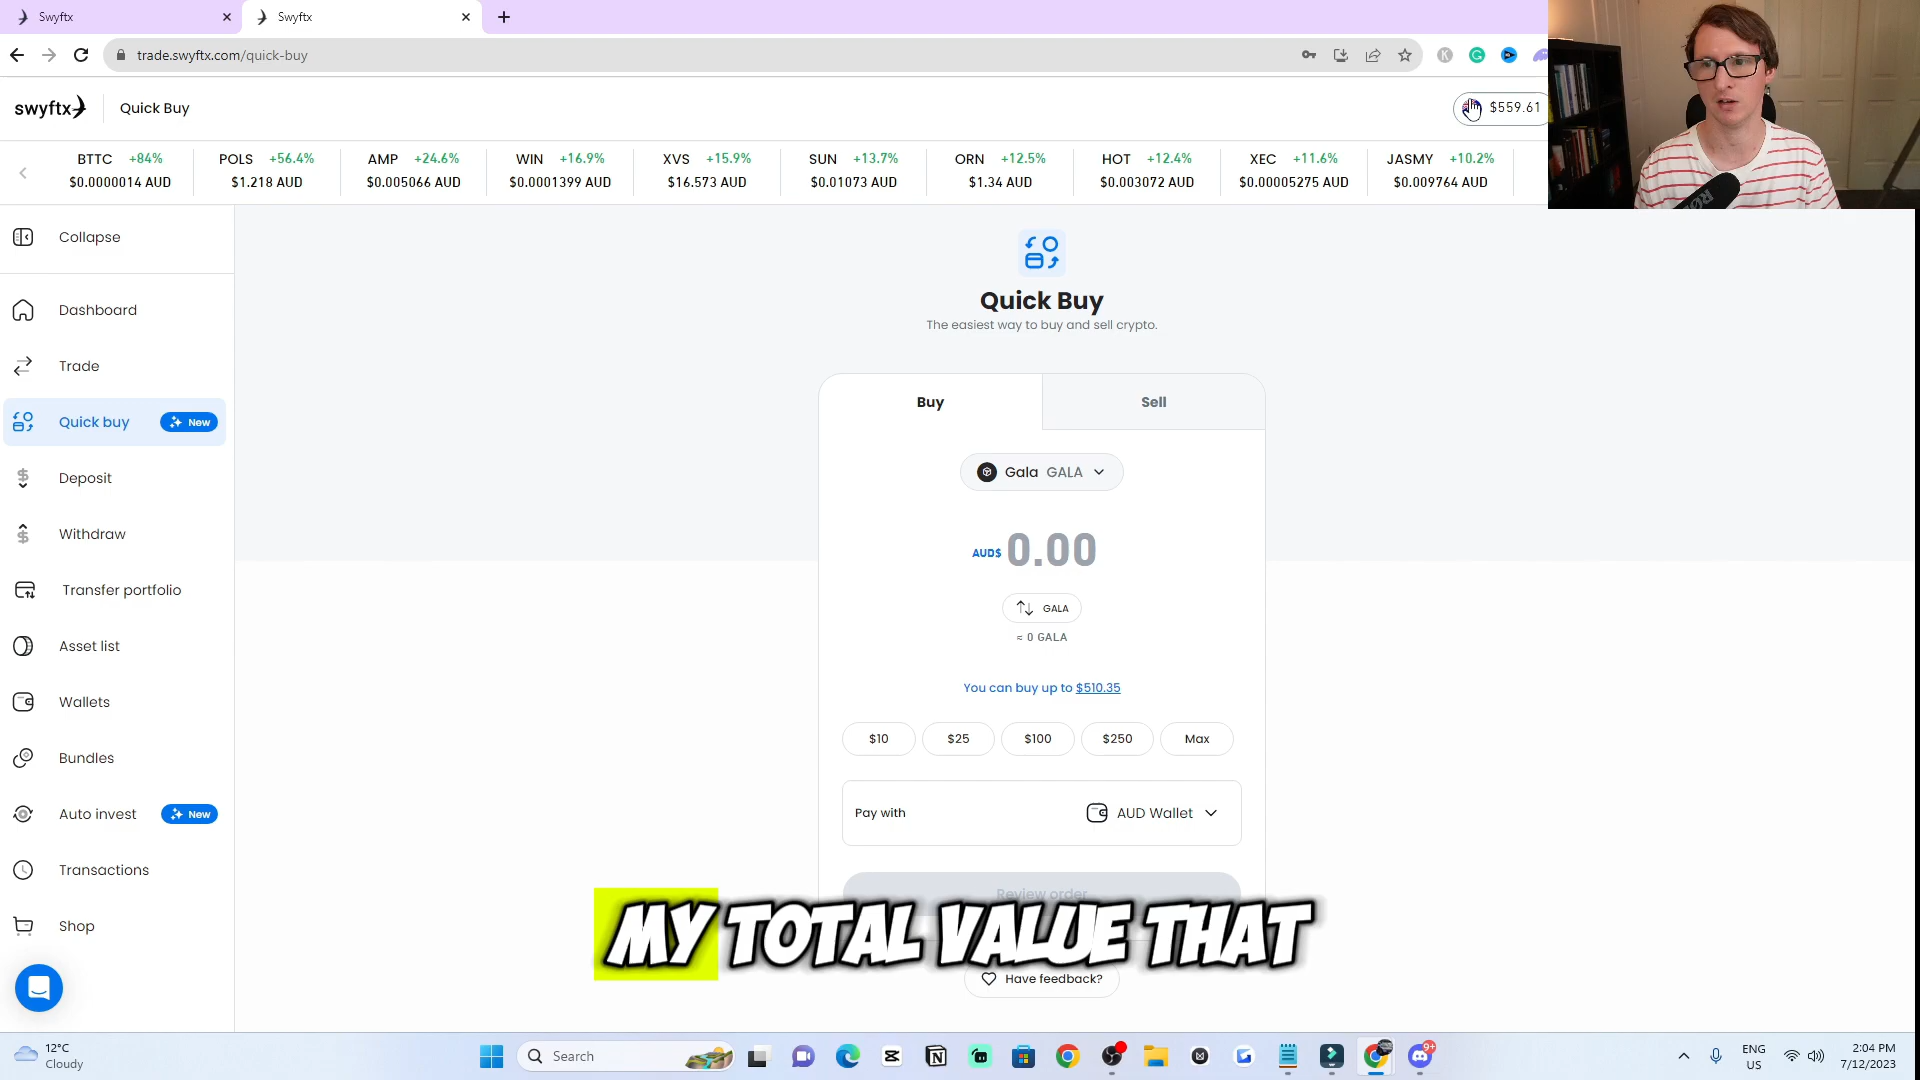 Swyftx
Swyftx
trade.swyftx.com/quick-buy
swyftx
Quick Buy
$559.61
BTTC +84%
$0.0000014 AUD
POLS +56.4%
$1.218 AUD
AMP +24.6%
$0.005066 AUD
WIN +16.9%
$0.0001399 AUD
XVS +15.9%
$16.573 AUD
SUN +13.7%
$0.01073 AUD
ORN +12.5%
$1.34 AUD
HOT +12.4%
$0.003072 AUD
XEC +11.6%
$0.00005275 AUD
JASMY +10.2%
$0.009764 AUD
Collapse
Dashboard
Trade
Quick buy New
Deposit
Withdraw
Transfer portfolio
Asset list
Wallets
Bundles
Auto invest New
Transactions
Shop
Quick Buy
The easiest way to buy and sell crypto.
Buy
Sell
Gala GALA
AUD$ 0.00
GALA
≈ 0 GALA
You can buy up to $510.35
$10
$25
$100
$250
Max
Pay with
AUD Wallet
Review order
MY TOTAL VALUE THAT
Have feedback?
12°C
Cloudy
Search
9+
ENG
US
2:04 PM
7/12/2023